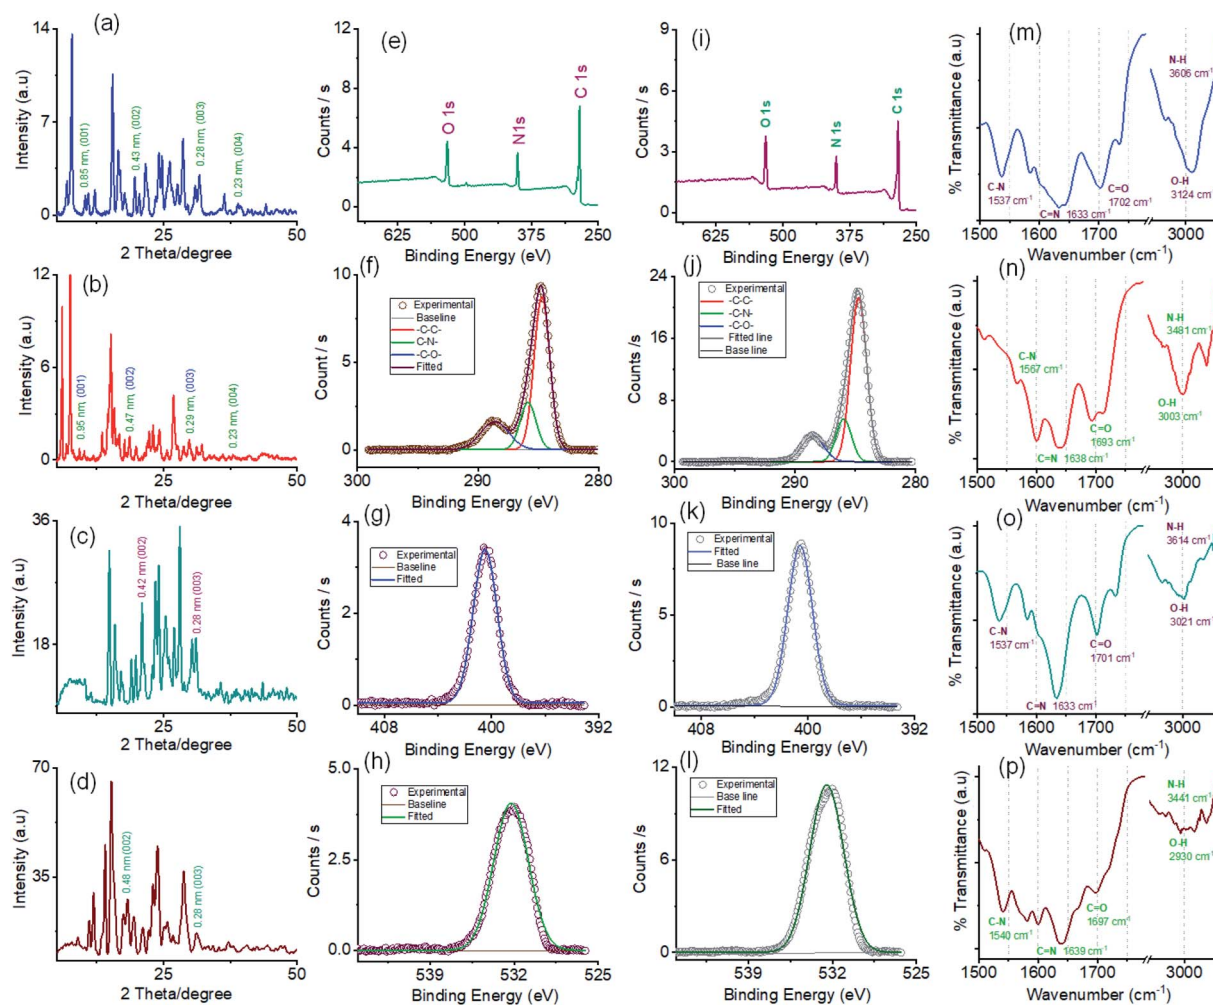 (a)
14
7
0
Intensity (a.u)
0.85 nm, (001)
0.43 nm, (002)
0.28 nm, (003)
0.23 nm, (004)
25
50
2 Theta/degree
(e)
12
9
6
3
0
Counts / s
O 1s
N1s
C 1s
625
500
375
250
Binding Energy (eV)
(i)
9
6
3
0
Counts / s
O 1s
N 1s
C 1s
625
500
375
250
Binding Energy (eV)
(m)
% Transmittance (a.u)
N-H
3606 cm-1
C-N
1537 cm-1
C=N 1633 cm-1
C=O
1702 cm-1
O-H
3124 cm-1
1500
1600
1700
3000
Wavenumber (cm-1)
(b)
12
6
0
Intensity (a.u)
0.95 nm, (001)
0.47 nm, (002)
0.29 nm, (003)
0.23 nm, (004)
25
50
2 Theta/degree
(f)
10
5
0
Count /s
Experimental
Baseline
-C-C-
C-N-
-C-O-
Fitted
300
290
280
Binding Energy (eV)
(j)
24
16
8
0
Counts /s
Experimental
-C-C-
-C-N-
-C-O-
Fitted line
Base line
300
290
280
Binding Energy (eV)
(n)
% Transmittance (a.u)
N-H
3481 cm-1
C-N
1567 cm-1
O-H
3003 cm-1
C=O
1693 cm-1
C=N 1638 cm-1
1500
1600
1700
3000
Wavenumber (cm-1)
(c)
36
18
Intensity (a.u)
0.42 nm (002)
0.28 nm (003)
25
50
2 Theta/degree
(g)
4
2
0
Counts / s
Experimental
Baseline
Fitted
408
400
392
Binding Energy (eV)
(k)
10
5
0
Counts / s
Experimental
Fitted
Base line
408
400
392
Binding Energy (eV)
(o)
% Transmittance (a.u)
N-H
3614 cm-1
C-N
1537 cm-1
O-H
3021 cm-1
C=O
1701 cm-1
C=N 1633 cm-1
1500
1600
1700
3000
Wavenumber (cm-1)
(d)
70
35
Intensity (a.u)
0.48 nm (002)
0.28 nm (003)
25
50
2 Theta/degree
(h)
5.0
2.5
0.0
Counts / s
Experimental
Baseline
Fitted
539
532
525
Binding Energy (eV)
(l)
12
6
0
Counts / s
Experimental
Base line
Fitted
539
532
525
Binding Energy (eV)
(p)
% Transmittance (a.u)
N-H
3441 cm-1
O-H
2930 cm-1
C=O
1697 cm-1
C-N
1540 cm-1
C=N 1639 cm-1
1500
1600
1700
3000
Wavenumber (cm-1)